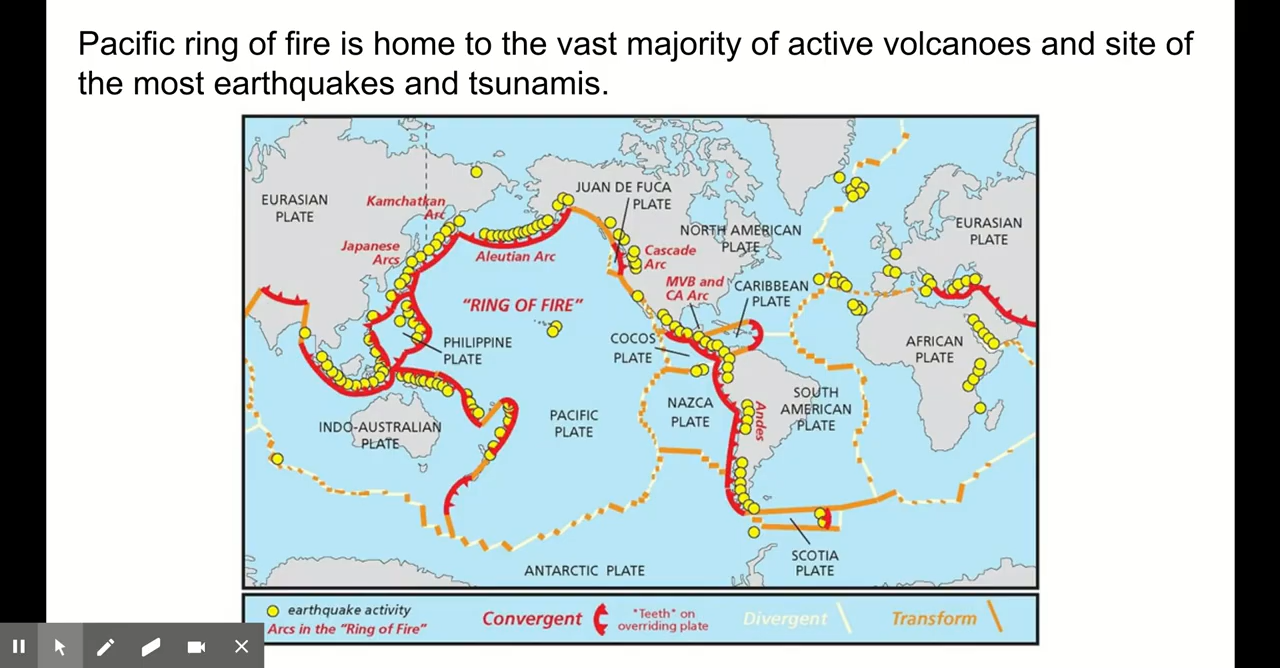 Pacific ring of fire is home to the vast majority of active volcanoes and site of
the most earthquakes and tsunamis.
EURASIAN
PLATE
Kamchatkan
Arc
Japanese
Arcs
Aleutian Arc
JUAN DE FUCA
PLATE
NORTH AMERICAN
PLATE
Cascade
Arc
MVB and
CA Arc
CARIBBEAN
PLATE
EURASIAN
PLATE
"RING OF FIRE"
PHILIPPINE
PLATE
COCOS
PLATE
AFRICAN
PLATE
INDO-AUSTRALIAN
PLATE
PACIFIC
PLATE
NAZCA
PLATE
Andes
SOUTH
AMERICAN
PLATE
SCOTIA
PLATE
ANTARCTIC PLATE
earthquake activity
Arcs in the "Ring of Fire"
Convergent
"Teeth" on
overriding plate
Divergent
Transform